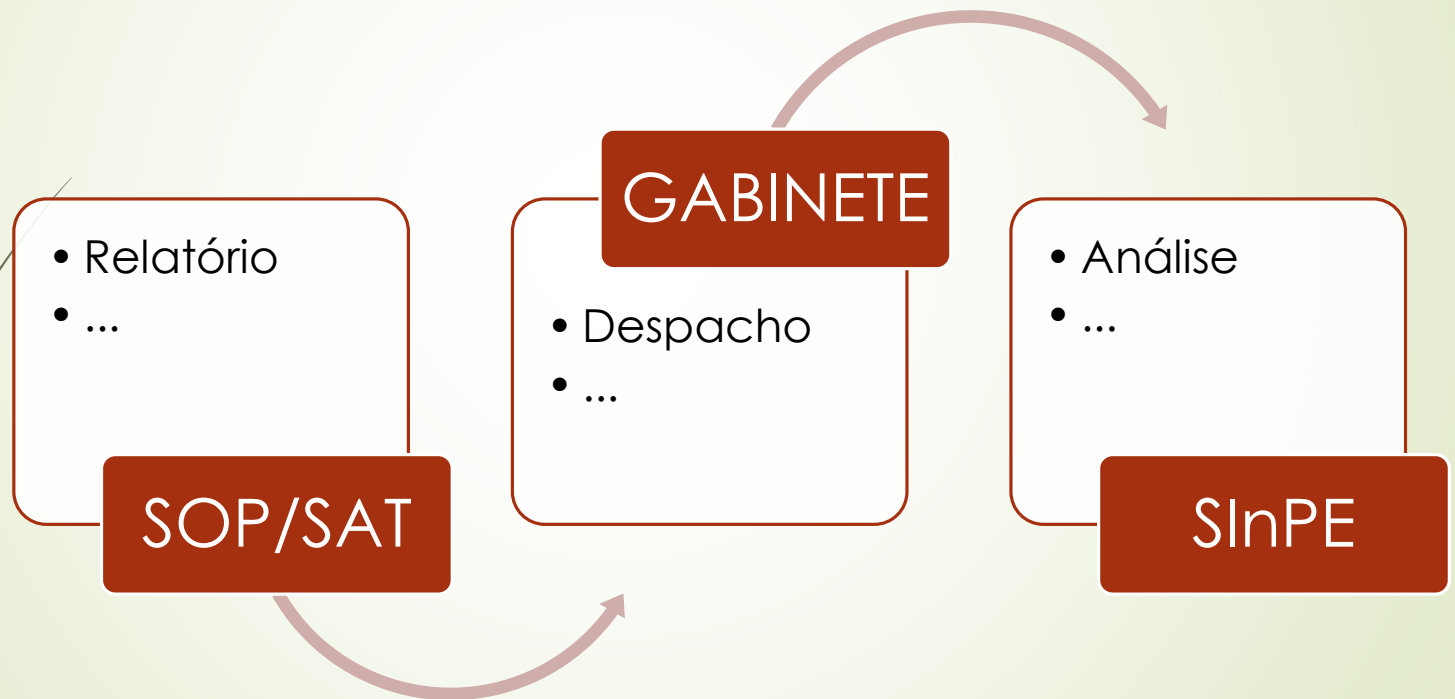 • Relatório
• ...
SOP/SAT
GABINETE
• Despacho
• ...
• Análise
• ...
SInPE